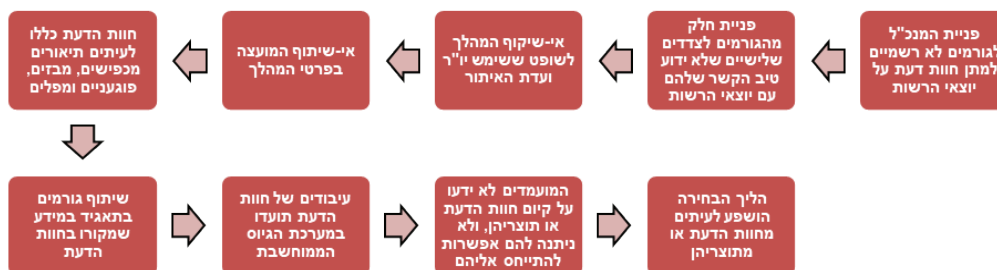 פניית המנכ"ל
לגורמים לא רשמיים
למתן חוות דעת על
יוצאי הרשות
פניית חלק
מהגורמים לצדדים
שלישיים שלא ידוע
טיב הקשר שלהם
עם יוצאי הרשות
אי-שיקוף המהלך
לשופט ששימש יו"ר
ועדת האיתור
אי-שיתוף המועצה
בפרטי המהלך
חוות הדעת כללו
לעיתים תיאורים
מכפישים, מבזים,
פוגעניים ומפלים
שיתוף גורמים
בתאגיד במידע
שמקורו בחוות
הדעת
עיבודים של חוות
הדעת תועדו
במערכת הגיוס
הממוחשבת
המועמדים לא ידעו
על קיום חוות הדעת
או תוצריהן, ולא
ניתנה להם אפשרות
להתייחס אליהם
הליך הבחירה
הושפע לעיתים
מחוות הדעת או
מתוצריהן